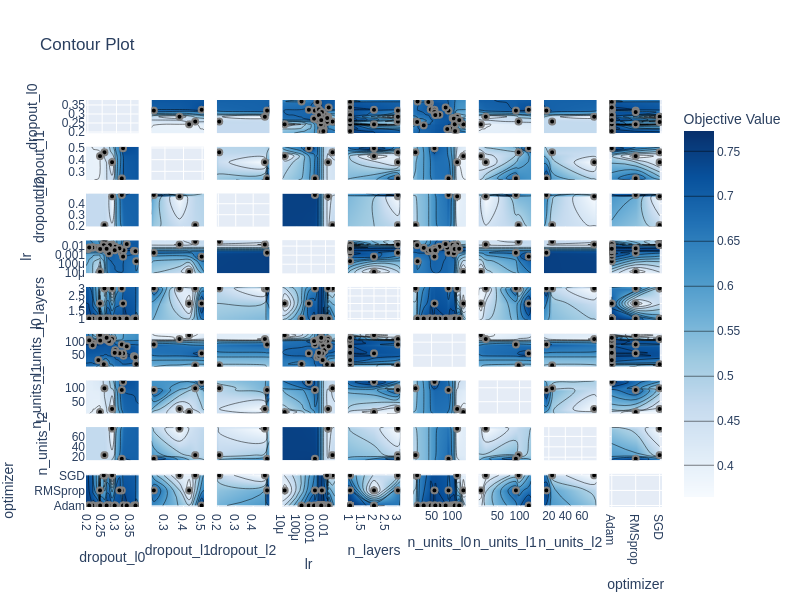 Contour Plot
Objective Value
0.75
0.7
0.65
0.6
0.55
0.5
0.45
0.4
dropout_l0
0.35
0.3
0.25
0.2
dropout_l1
0.5
0.4
0.3
dropout_l2
0.4
0.3
0.2
lr
0.01
0.001
100μ
10μ
n_layers
3
2.5
2
1.5
1
n_units_l0
100
50
n_units_l1
100
50
n_units_l2
60
40
20
optimizer
SGD
RMSprop
Adam
0.2 0.25 0.3 0.35
0.3 0.4 0.5
0.2 0.3 0.4
10μ 100μ 0.001 0.01
1 1.5 2 2.5 3
50 100
50 100
20 40 60
Adam RMSprop SGD
dropout_l0 dropout_l1 dropout_l2 lr n_layers n_units_l0 n_units_l1 n_units_l2 optimizer